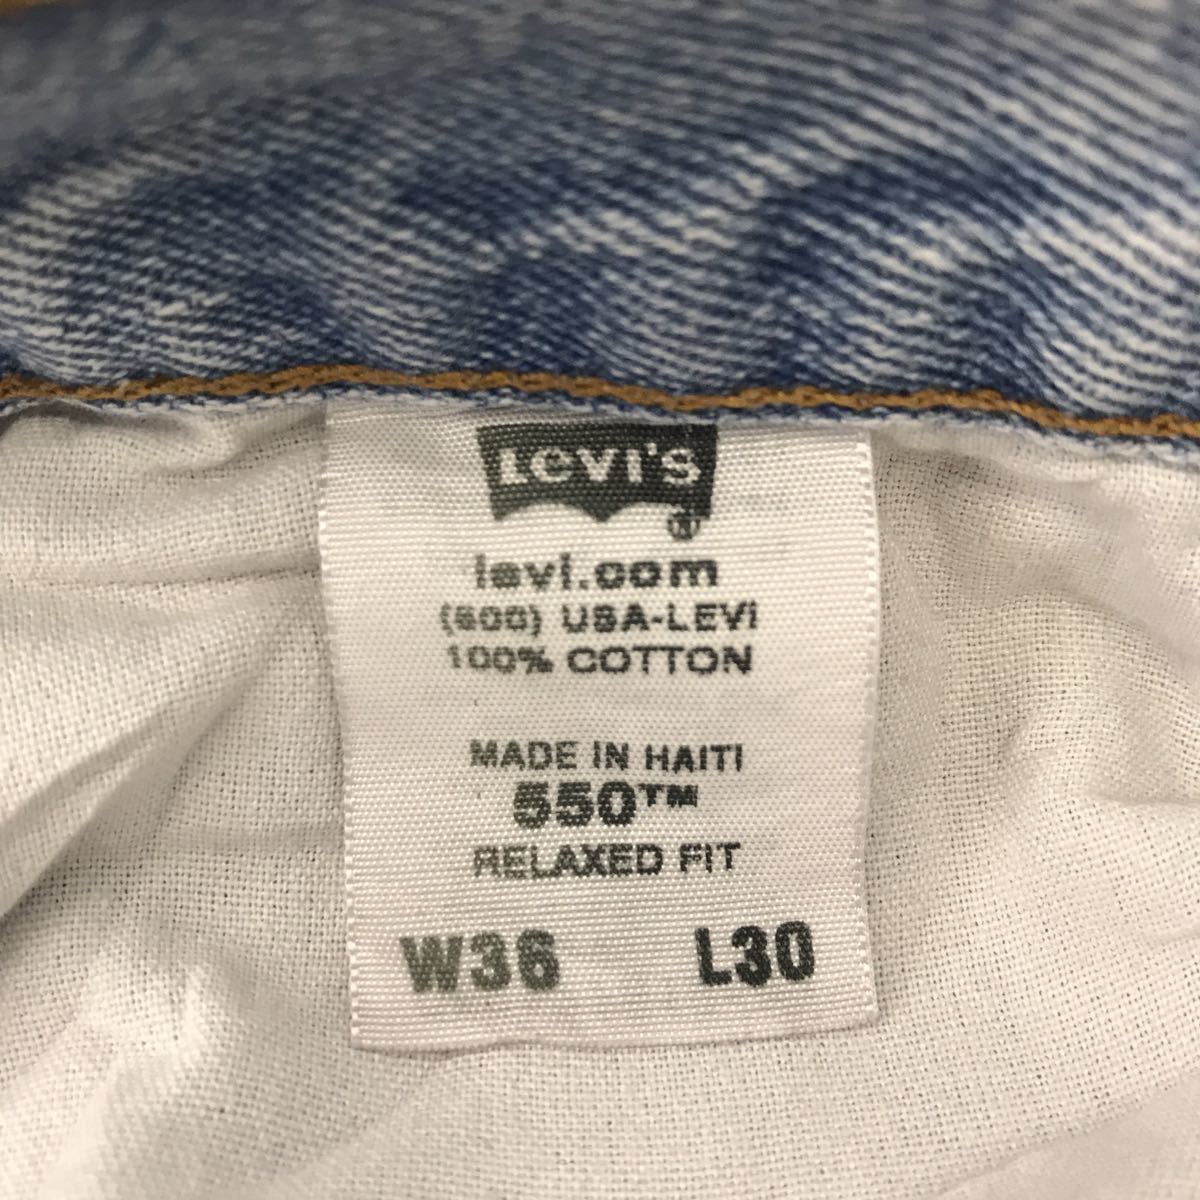 LEVI'S
®
levi.com
(800) USA-LEVI
100% COTTON
MADE IN HAITI
550™
RELAXED FIT
W36 L30